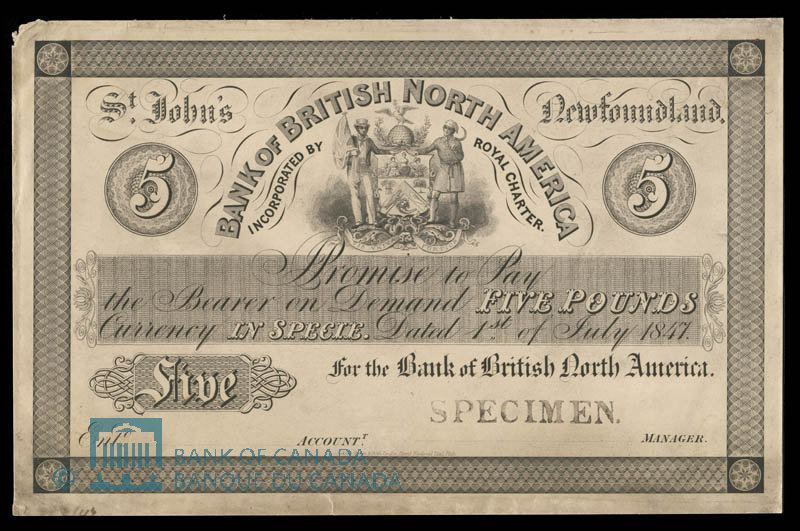 St. John's
Newfoundland.
BANK OF BRITISH NORTH AMERICA
INCORPORATED BY
ROYAL CHARTER.
5
5
Promise to Pay
the Bearer on Demand FIVE POUNDS
Currency IN SPECIE. Dated 1st of July 1847.
Five
For the Bank of British North America.
SPECIMEN.
Entd
ACCOUNT.T
MANAGER.
© BANK OF CANADA
BANQUE DU CANADA